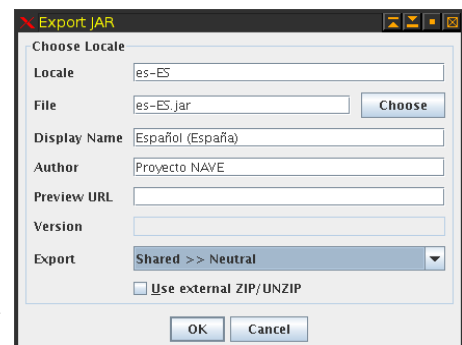 Export JAR
Choose Locale
Locale es-ES
File es-ES.jar Choose
Display Name Español (España)
Author Proyecto NAVE
Preview URL
Version
Export Shared >> Neutral
Use external ZIP/UNZIP
OK Cancel